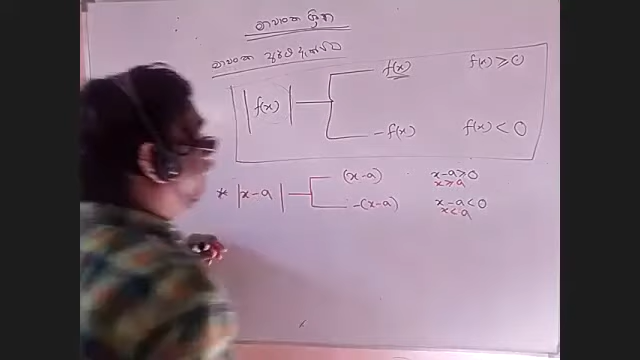 මාපාංක ශ්‍රිත
මාපාංක
|f(x)| f(x) f(x) ≥ 0
-f(x) f(x) < 0
* |x-a| (x-a) x-a ≥ 0
x ≥ a
-(x-a) x-a < 0
x < a